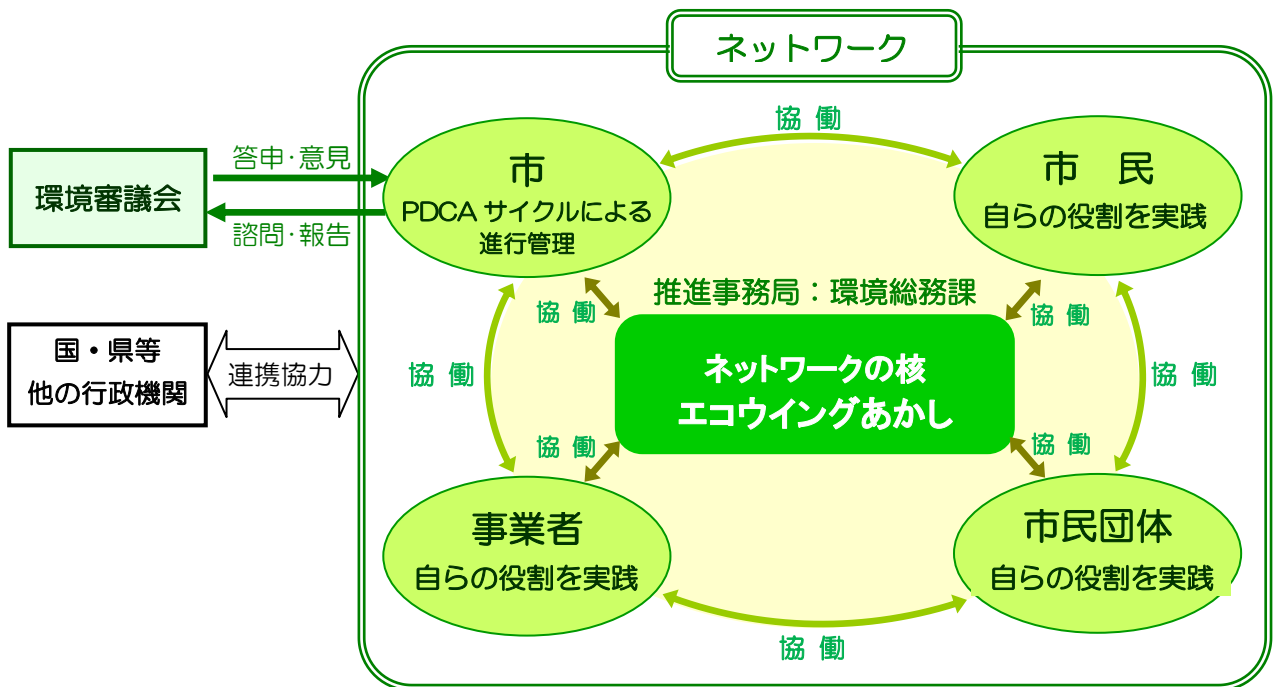 ネットワーク
協 働
答申・意見
環境審議会
諮問・報告
市
PDCA サイクルによる
進行管理
市 民
自らの役割を実践
推進事務局：環境総務課
協 働
協 働
国・県等
他の行政機関
連携協力
協 働
ネットワークの核
エコウイングあかし
協 働
協 働
協 働
事業者
自らの役割を実践
市民団体
自らの役割を実践
協 働